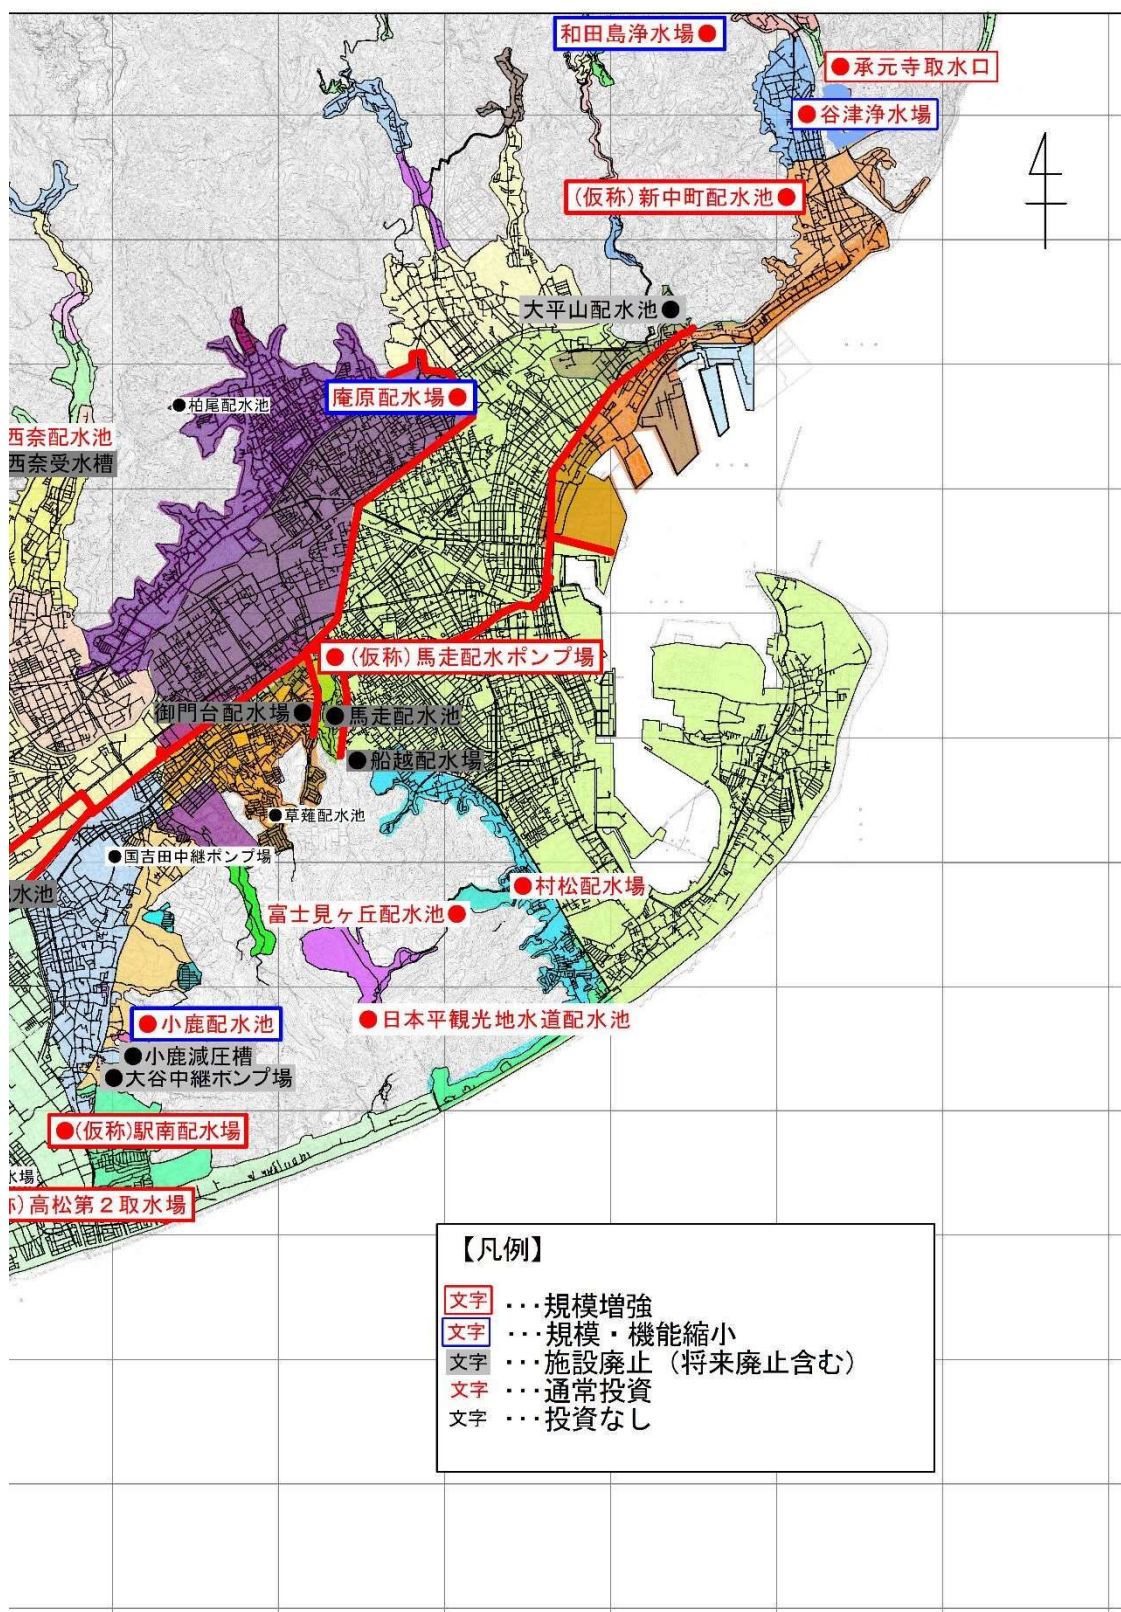 和田島浄水場
承元寺取水口
谷津浄水場
(仮称)新中町配水池
大平山配水池
庵原配水場
柏尾配水池
西奈配水池
西奈受水槽
(仮称)馬走配水ポンプ場
御門台配水場
馬走配水池
船越配水場
草薙配水池
国吉田中継ポンプ場
水池
村松配水場
富士見ヶ丘配水池
小鹿配水池
日本平観光地水道配水池
小鹿減圧槽
大谷中継ポンプ場
(仮称)駅南配水場
水場
称)高松第2取水場
【凡例】
文字 ・・・規模増強
文字 ・・・規模・機能縮小
文字 ・・・施設廃止（将来廃止含む）
文字 ・・・通常投資
文字 ・・・投資なし